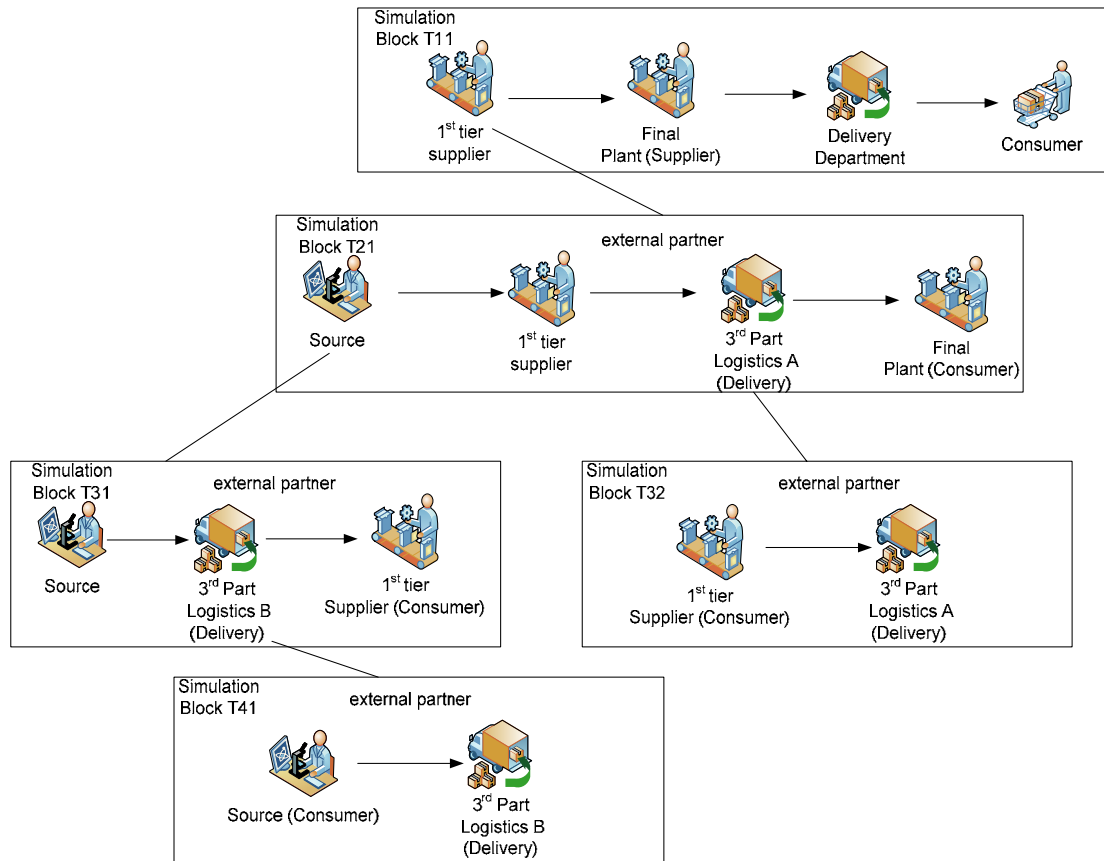 Simulation
Block T11
1st tier
supplier
Final
Plant (Supplier)
Delivery
Department
Consumer
Simulation
Block T21
external partner
Source
1st tier
supplier
3rd Part
Logistics A
(Delivery)
Final
Plant (Consumer)
Simulation
Block T31
external partner
Source
3rd Part
Logistics B
(Delivery)
1st tier
Supplier (Consumer)
Simulation
Block T32
external partner
1st tier
Supplier (Consumer)
3rd Part
Logistics A
(Delivery)
Simulation
Block T41
external partner
Source (Consumer)
3rd Part
Logistics B
(Delivery)